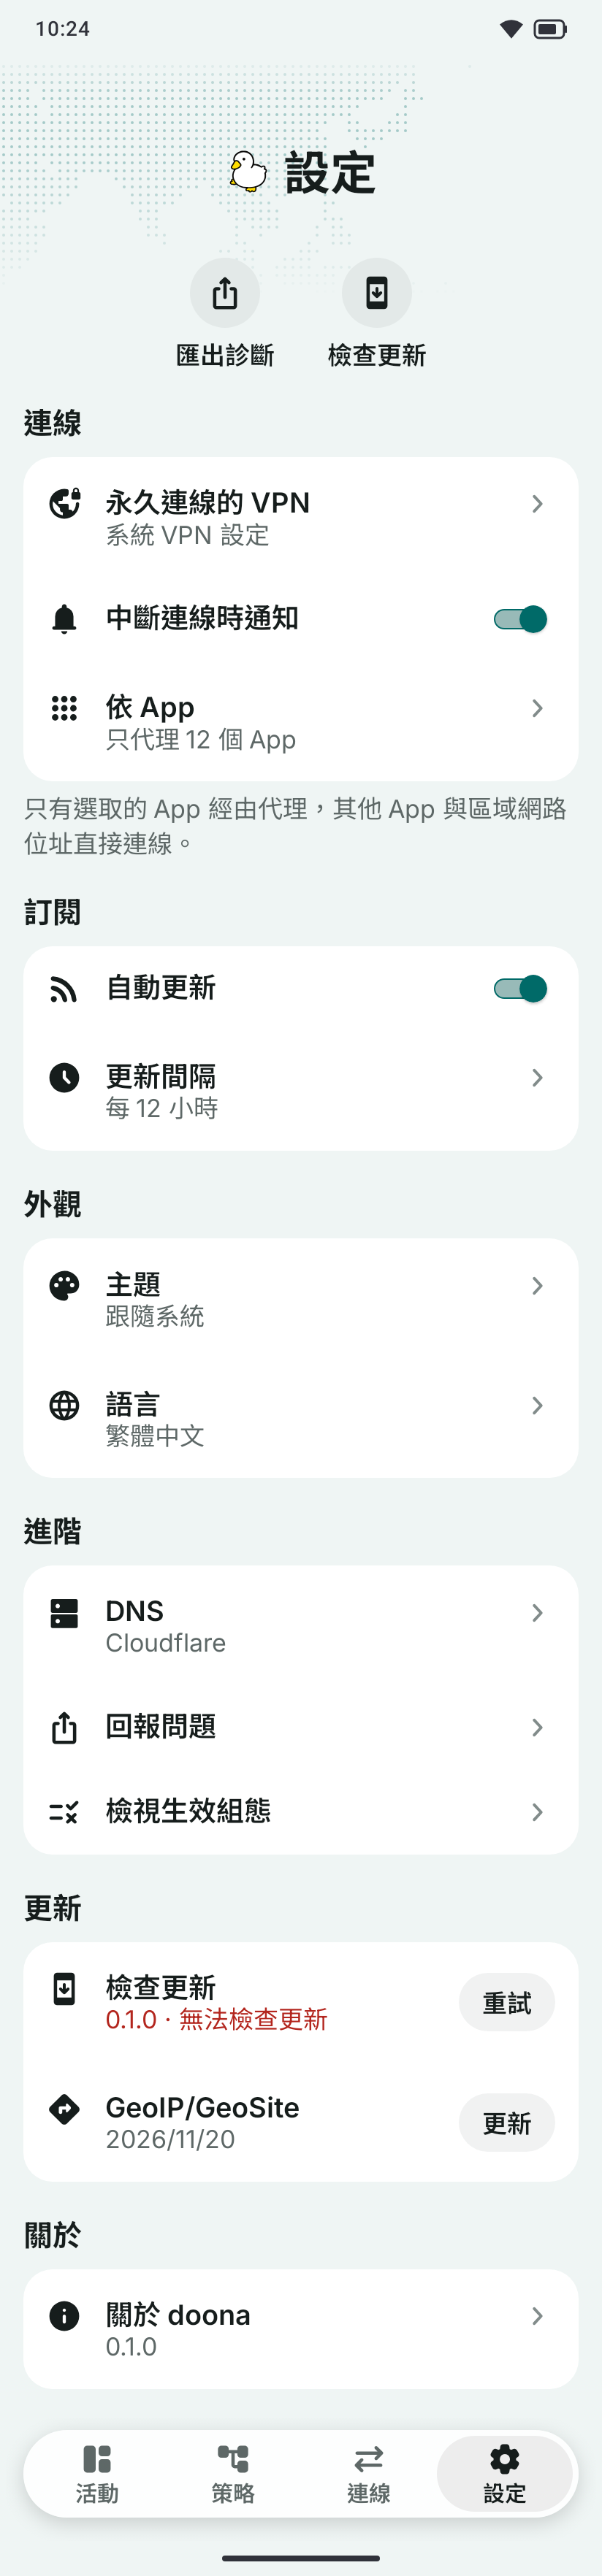 10:24
設定
匯出診斷
檢查更新
連線
永久連線的 VPN
系統 VPN 設定
中斷連線時通知
依 App
只代理 12 個 App
只有選取的 App 經由代理，其他 App 與區域網路
位址直接連線。
訂閱
自動更新
更新間隔
每 12 小時
外觀
主題
跟隨系統
語言
繁體中文
進階
DNS
Cloudflare
回報問題
檢視生效組態
更新
檢查更新
0.1.0 · 無法檢查更新
重試
GeoIP/GeoSite
2026/11/20
更新
關於
關於 doona
0.1.0
活動
策略
連線
設定